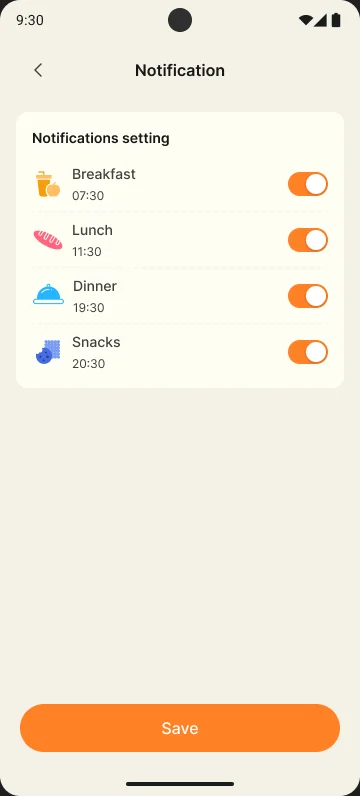 9:30
Notification
Notifications setting
Breakfast
07:30
Lunch
11:30
Dinner
19:30
Snacks
20:30
Save